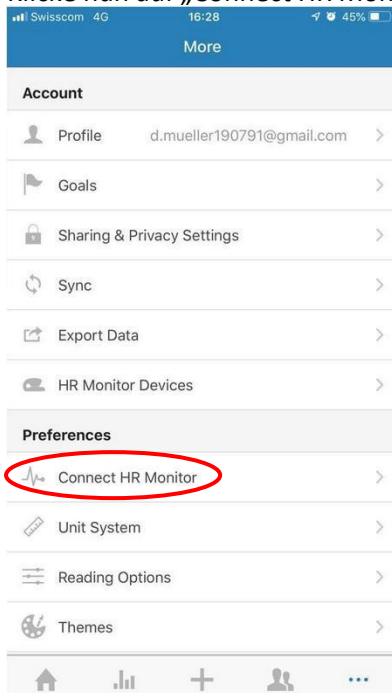 Swisscom 4G 16:28 45%
More
Account
Profile d.mueller190791@gmail.com
Goals
Sharing & Privacy Settings
Sync
Export Data
HR Monitor Devices
Preferences
Connect HR Monitor
Unit System
Reading Options
Themes